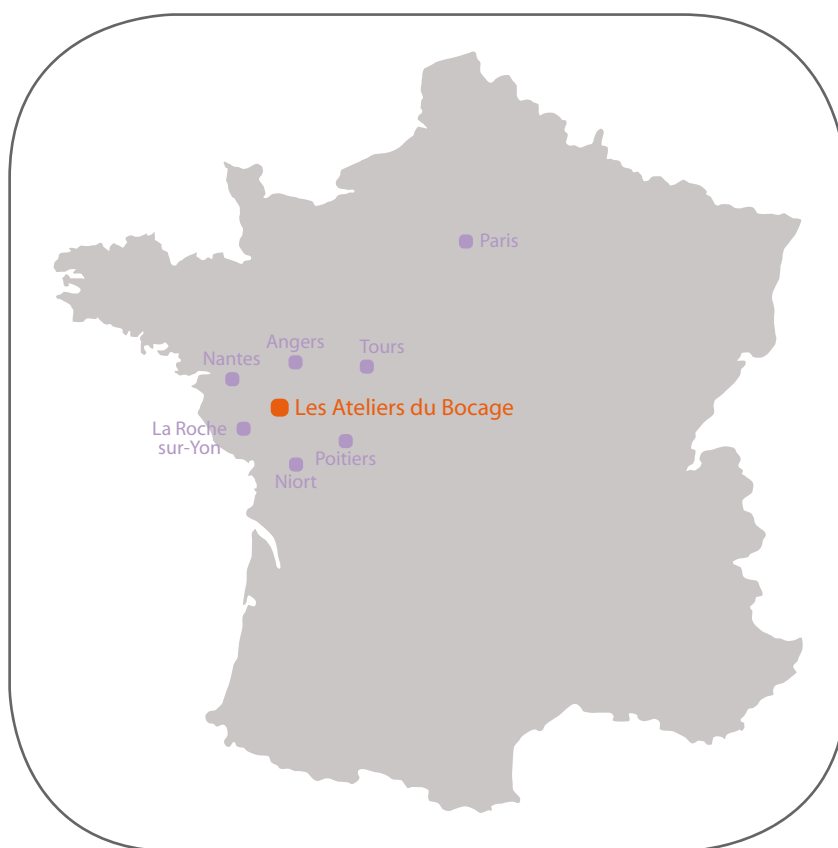 Paris
Angers
Tours
Nantes
Les Ateliers du Bocage
La Roche
sur-Yon
Poitiers
Niort